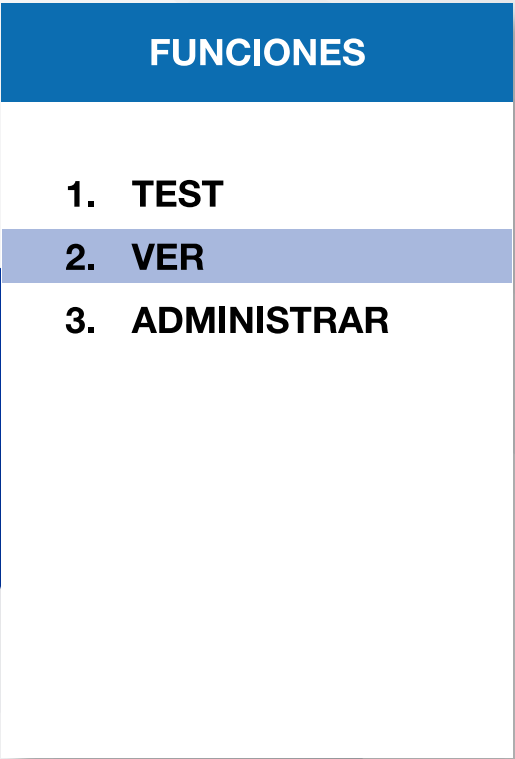 FUNCIONES
1. TEST
2. VER
3. ADMINISTRAR